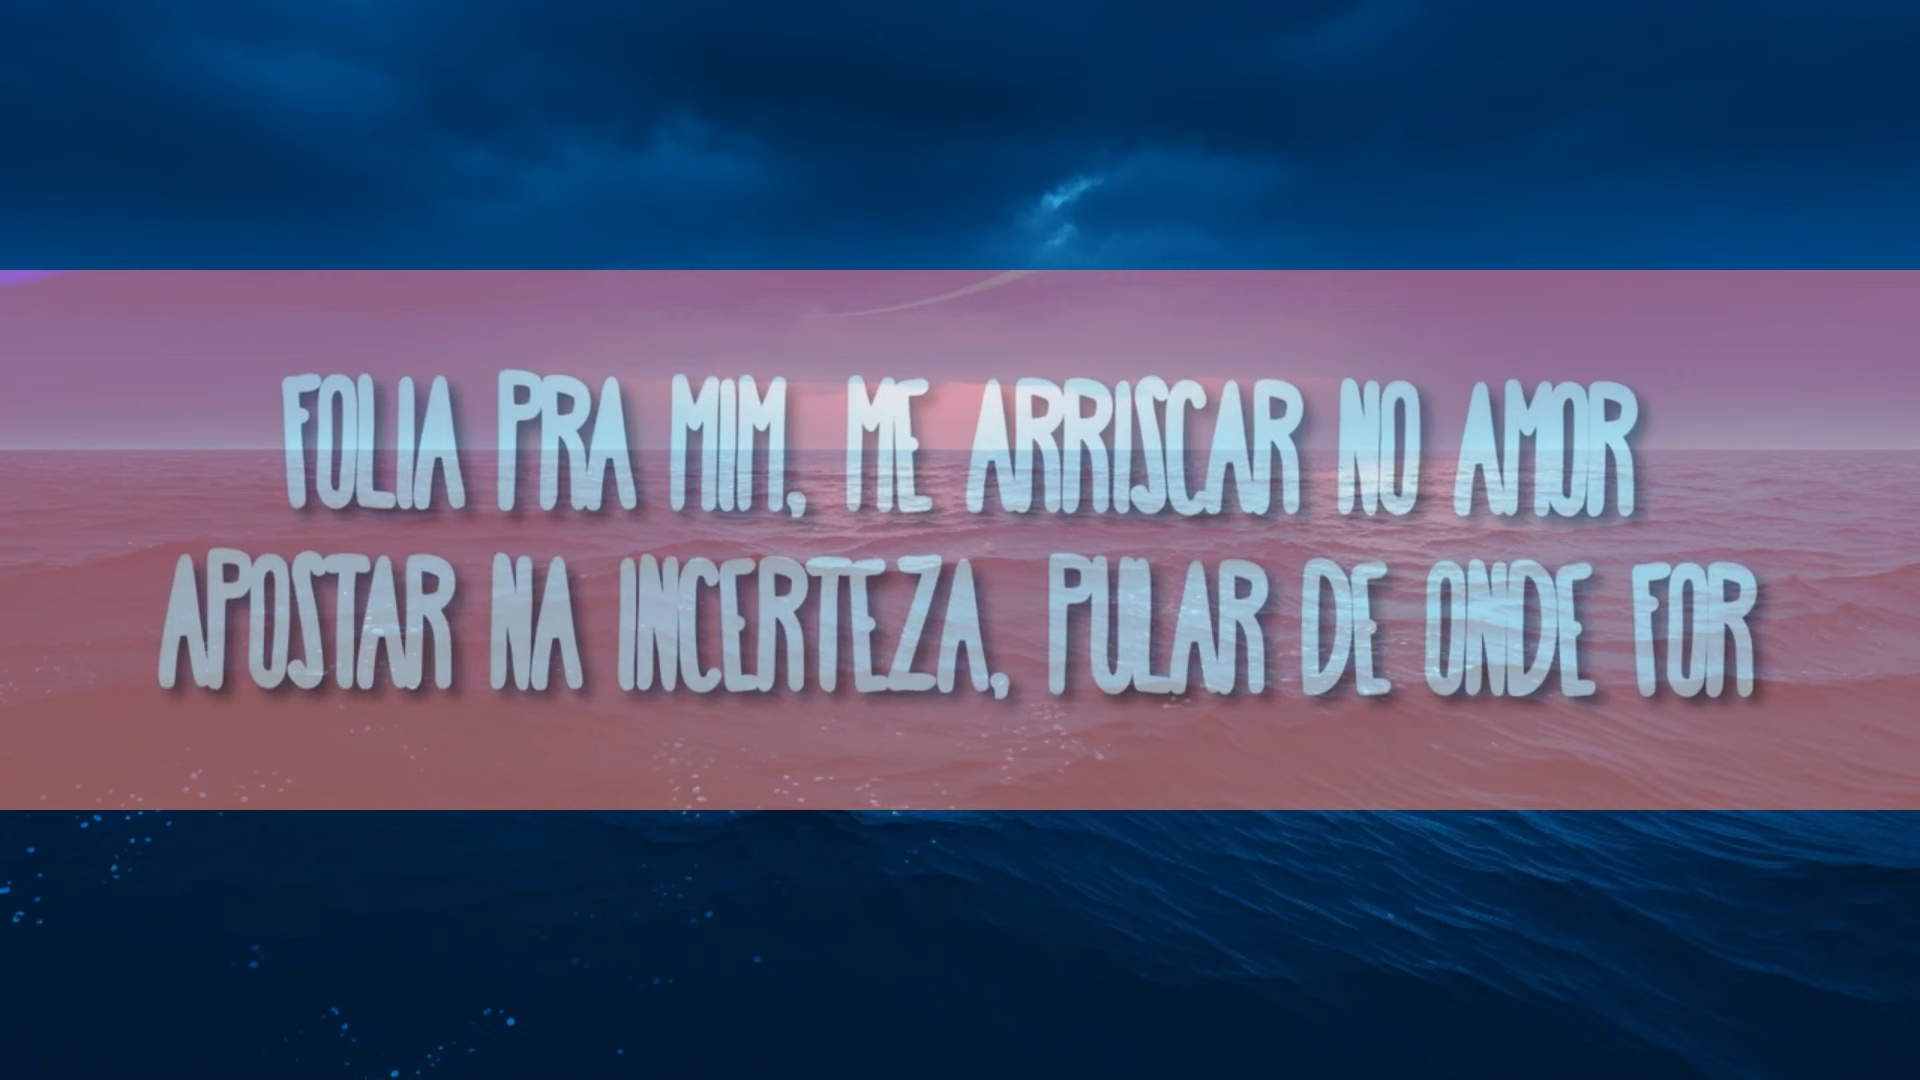 FOLIA PRA MIM, ME ARRISCAR NO AMOR
APOSTAR NA INCERTEZA, PULAR DE ONDE FOR